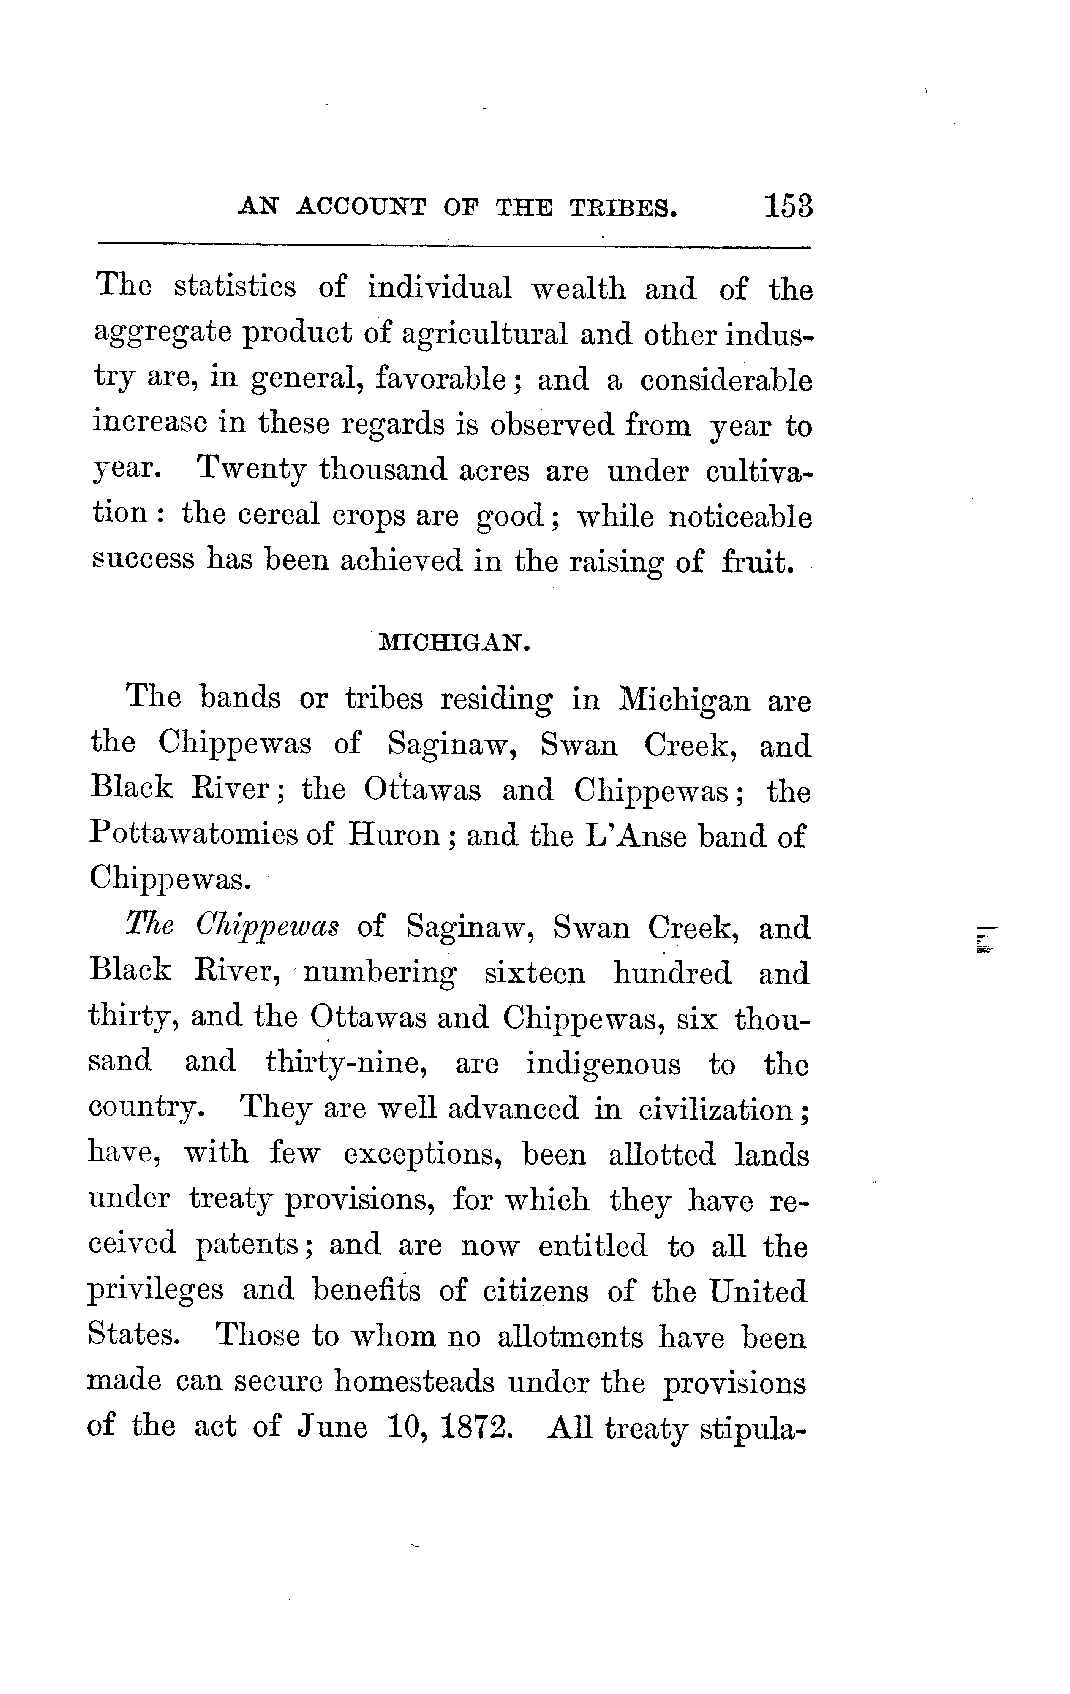 AN ACCOUNT OF THE TRIBES. 153
The statistics of individual wealth and of the
aggregate product of agricultural and other indus-
try are, in general, favorable; and a considerable
increase in these regards is observed from year to
year. Twenty thousand acres are under cultiva-
tion: the cereal crops are good; while noticeable
success has been achieved in the raising of fruit.
MICHIGAN.
The bands or tribes residing in Michigan are
the Chippewas of Saginaw, Swan Creek, and
Black River; the Ottawas and Chippewas; the
Pottawatomies of Huron; and the L'Anse band of
Chippewas.
The Chippewas of Saginaw, Swan Creek, and
Black River, numbering sixteen hundred and
thirty, and the Ottawas and Chippewas, six thou-
sand and thirty-nine, are indigenous to the
country. They are well advanced in civilization;
have, with few exceptions, been allotted lands
under treaty provisions, for which they have re-
ceived patents; and are now entitled to all the
privileges and benefits of citizens of the United
States. Those to whom no allotments have been
made can secure homesteads under the provisions
of the act of June 10, 1872. All treaty stipula-